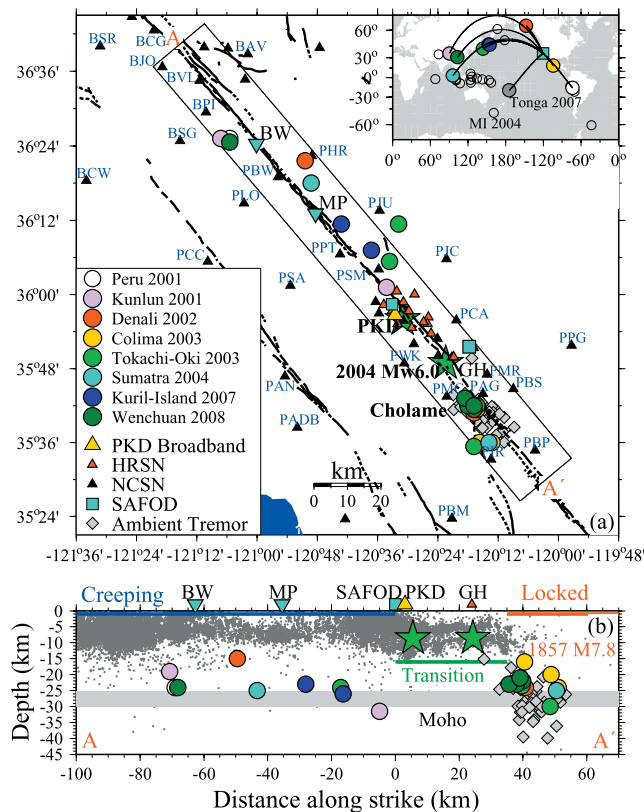 36°36'
36°24'
36°12'
36°00'
35°48'
35°36'
35°24'
-121°36' -121°24' -121°12' -121°00' -120°48' -120°36' -120°24' -120°12' -120°00' -119°48'
BSR
BCG
A
BAV
BJO
BVL
BPI
BSG
BW
PHR
BCW
PBW
PLO
MP
PJU
PCC
PPT
PSM
PJC
PSA
PKD
PCA
PPG
2004 Mw6.0
PWK
GH
PMR
PAN
PMC
PAG
PBS
Cholame
PADB
PBP
PBM
A´
(a)
km
0 10 20
60°
30°
0°
-30°
-60°
Tonga 2007
MI 2004
0° 60° 120° 180° -120° -60° 0°
Peru 2001
Kunlun 2001
Denali 2002
Colima 2003
Tokachi-Oki 2003
Sumatra 2004
Kuril-Island 2007
Wenchuan 2008
PKD Broadband
HRSN
NCSN
SAFOD
Ambient Tremor
Creeping BW MP SAFOD PKD GH Locked
(b)
1857 M7.8
Transition
Moho
A A´
Depth (km)
0
-5
-10
-15
-20
-25
-30
-35
-40
-45
-100 -80 -60 -40 -20 0 20 40 60
Distance along strike (km)